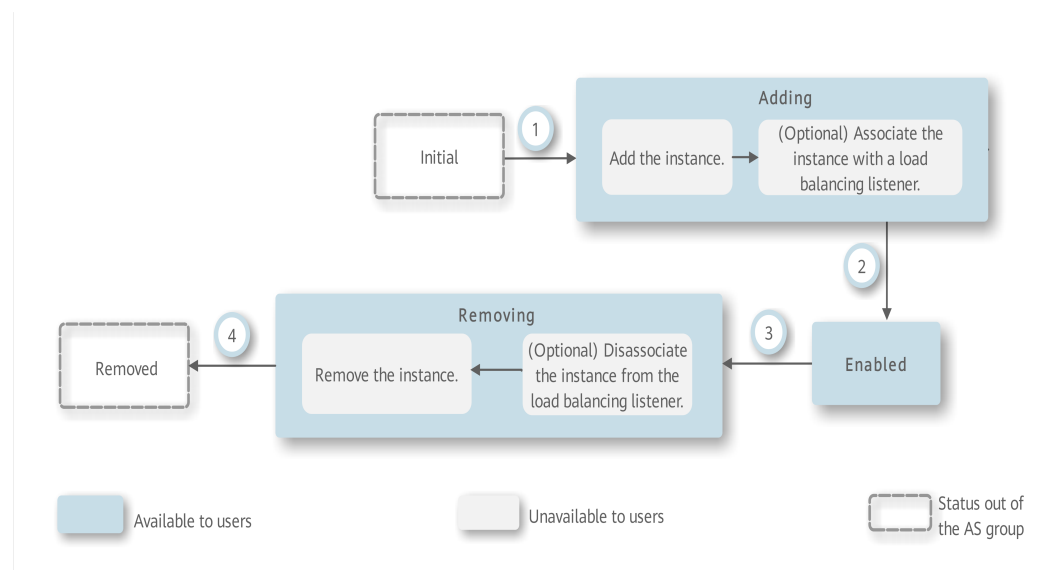 Adding
1
Initial
Add the instance.
(Optional) Associate the
instance with a load
balancing listener.
2
Removing
4
3
Removed
Remove the instance.
(Optional) Disassociate
the instance from the
load balancing listener.
Enabled
Available to users
Unavailable to users
Status out of
the AS group